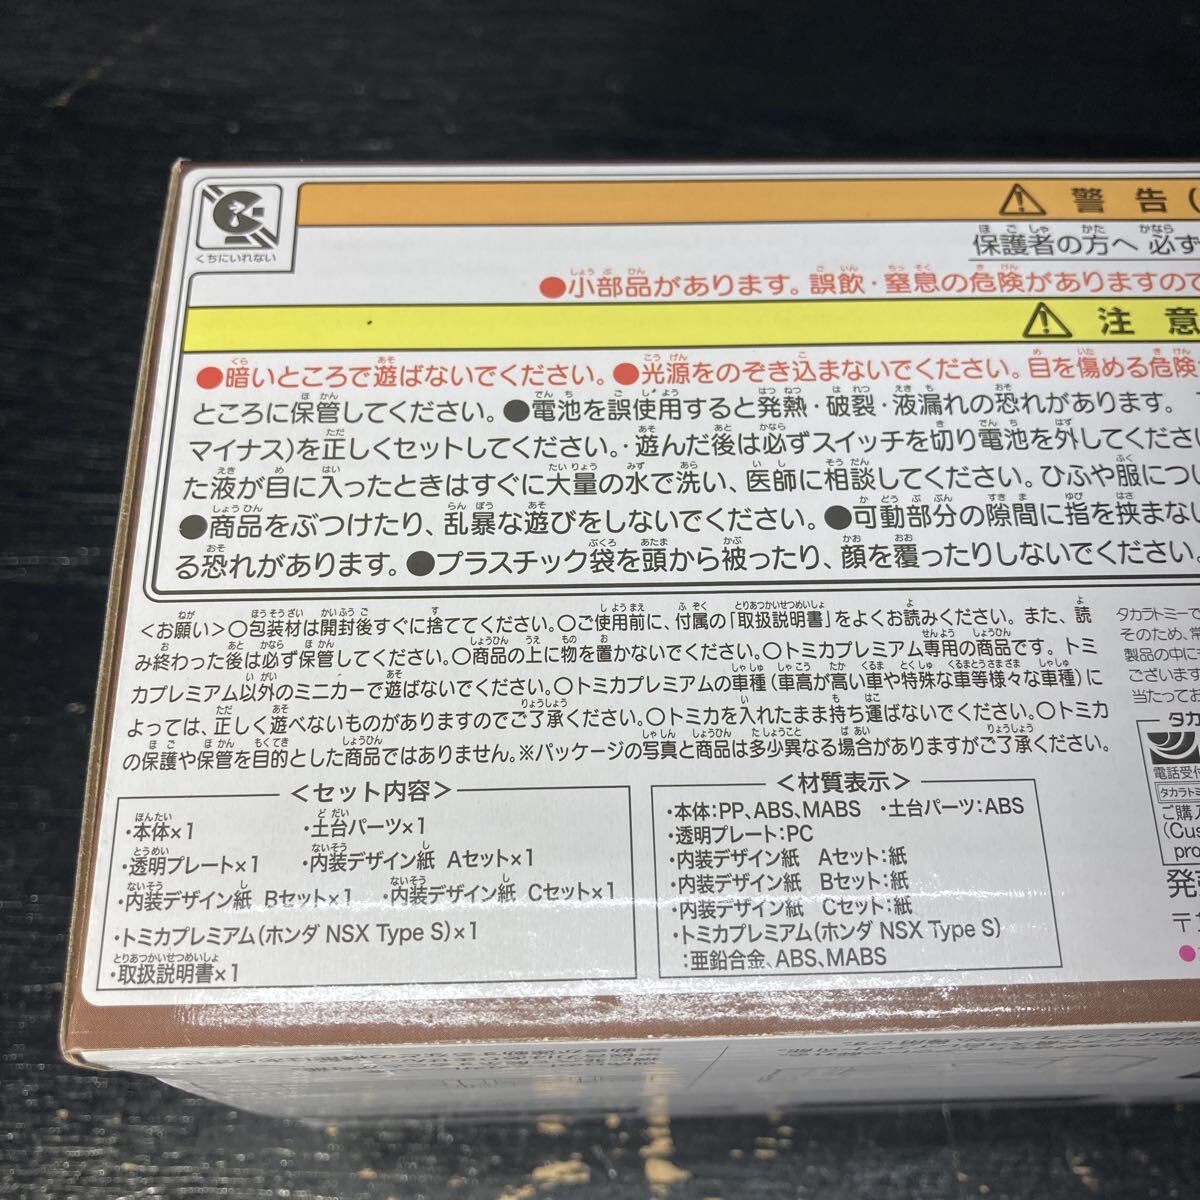 くちにいれない
警告(
保護者の方へ 必ず
●小部品があります。誤飲・窒息の危険がありますので
注意
●暗いところで遊ばないでください。●光源をのぞき込まないでください。目を傷める危険
ところに保管してください。●電池を誤使用すると発熱・破裂・液漏れの恐れがあります。
マイナス)を正しくセットしてください。・遊んだ後は必ずスイッチを切り電池を外してくださ
た液が目に入ったときはすぐに大量の水で洗い、医師に相談してください。ひふや服につい
●商品をぶつけたり、乱暴な遊びをしないでください。●可動部分の隙間に指を挟まない
る恐れがあります。●プラスチック袋を頭から被ったり、顔を覆ったりしないでください。
<お願い>○包装材は開封後すぐに捨ててください。○ご使用前に、付属の「取扱説明書」をよくお読みください。また、読
み終わった後は必ず保管してください。○商品の上に物を置かないでください。○トミカプレミアム専用の商品です。トミ
カプレミアム以外のミニカーで遊ばないでください。○トミカプレミアムの車種(車高が高い車や特殊な車等様々な車種)に
よっては、正しく遊べないものがありますのでご了承ください。○トミカを入れたまま持ち運ばないでください。○トミカ
の保護や保管を目的とした商品ではありません。※パッケージの写真と商品は多少異なる場合がありますがご了承ください。
<セット内容>
・本体×1 ・土台パーツ×1
・透明プレート×1 ・内装デザイン紙 Aセット×1
・内装デザイン紙 Bセット×1 ・内装デザイン紙 Cセット×1
・トミカプレミアム(ホンダ NSX Type S)×1
・取扱説明書×1
<材質表示>
・本体:PP、ABS、MABS ・土台パーツ:ABS
・透明プレート:PC
・内装デザイン紙 Aセット:紙
・内装デザイン紙 Bセット:紙
・内装デザイン紙 Cセット:紙
・トミカプレミアム(ホンダ NSX Type S)
:亜鉛合金、ABS、MABS
タカラトミーで
そのため、常
製品の中に
ございます
当たってお
タカラ
電話受付
タカラトミ
ご購入
(Cus
pro
発
〒